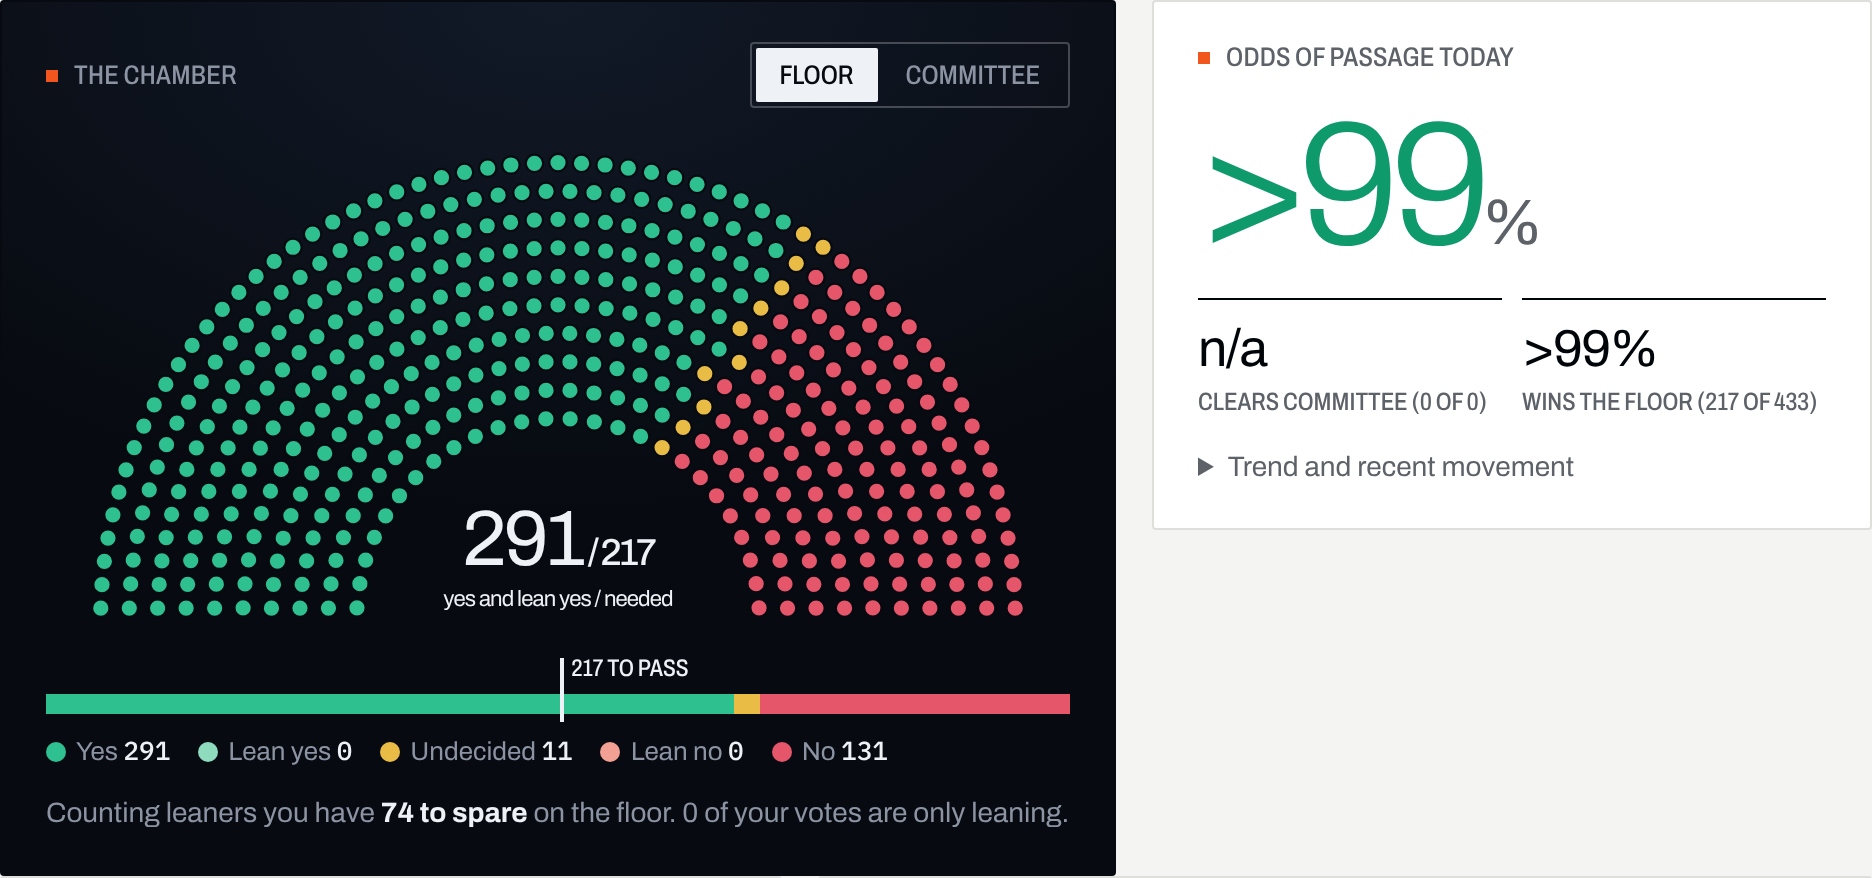 THE CHAMBER
FLOOR
COMMITTEE
291/217
yes and lean yes / needed
217 TO PASS
Yes 291
Lean yes 0
Undecided 11
Lean no 0
No 131
Counting leaners you have 74 to spare on the floor. 0 of your votes are only leaning.
ODDS OF PASSAGE TODAY
>99%
n/a
CLEARS COMMITTEE (0 OF 0)
>99%
WINS THE FLOOR (217 OF 433)
Trend and recent movement